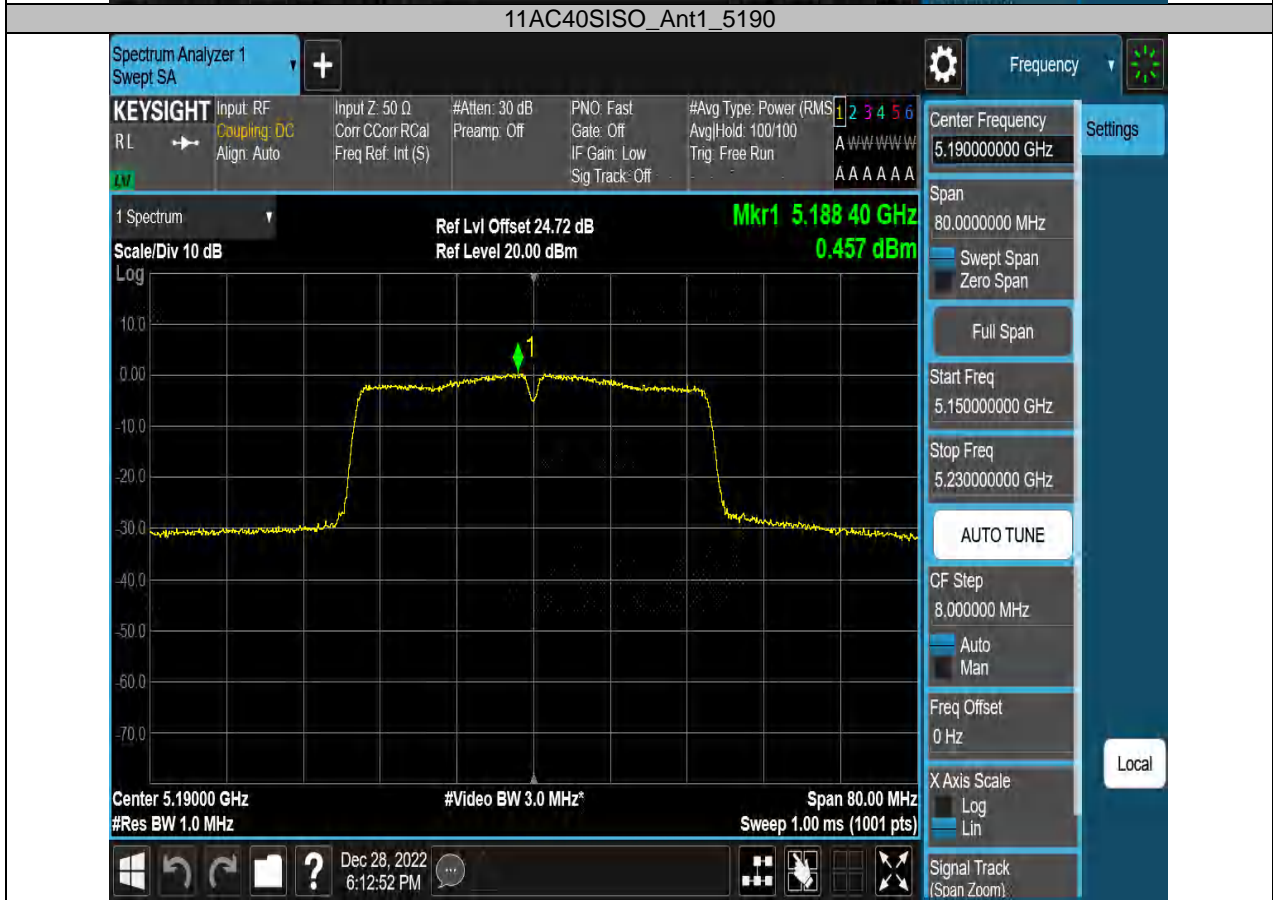 11AC40SISO_Ant1_5190
Spectrum Analyzer 1
Swept SA
Frequency
KEYSIGHT
RL
LXI
Input: RF
Coupling: DC
Align: Auto
Input Z: 50 Ω
Corr CCorr RCal
Freq Ref: Int (S)
#Atten: 30 dB
Preamp: Off
PNO: Fast
Gate: Off
IF Gain: Low
Sig Track: Off
#Avg Type: Power (RMS
Avg|Hold: 100/100
Trig: Free Run
1 2 3 4 5 6
A W W W W W
A A A A A A
Center Frequency
5.190000000 GHz
Settings
Span
80.0000000 MHz
Swept Span
Zero Span
Full Span
Start Freq
5.150000000 GHz
Stop Freq
5.230000000 GHz
AUTO TUNE
CF Step
8.000000 MHz
Auto
Man
Freq Offset
0 Hz
X Axis Scale
Log
Lin
Signal Track
(Span Zoom)
Local
1 Spectrum
Scale/Div 10 dB
Log
Ref Lvl Offset 24.72 dB
Ref Level 20.00 dBm
Mkr1 5.188 40 GHz
0.457 dBm
1
10.0
0.00
-10.0
-20.0
-30.0
-40.0
-50.0
-60.0
-70.0
Center 5.19000 GHz
#Res BW 1.0 MHz
#Video BW 3.0 MHz*
Span 80.00 MHz
Sweep 1.00 ms (1001 pts)
?
Dec 28, 2022
6:12:52 PM